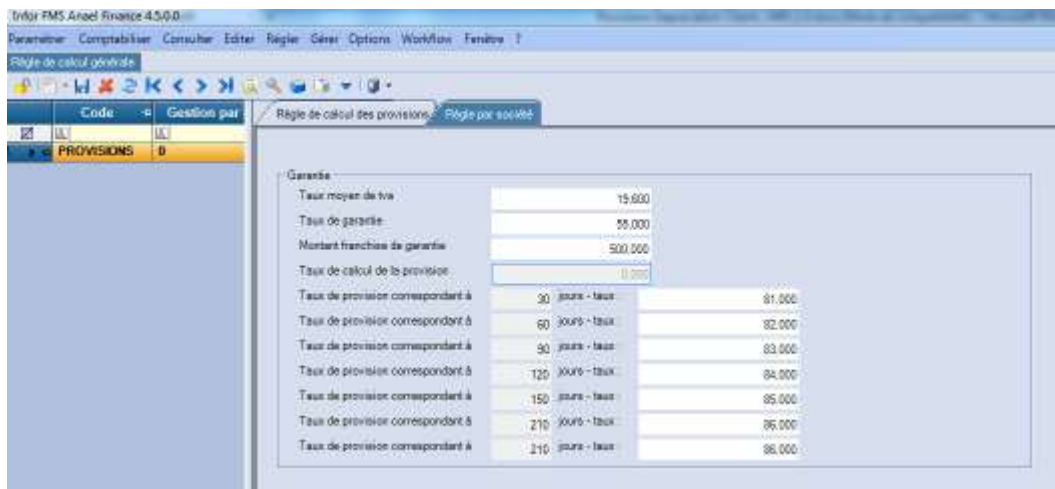 Infor FMS Anael Finance 4.5.0.0
Paramétrer Comptabiliser Consulter Editer Régler Gérer Options Workflow Fenêtre ?
Règle de calcul générale
Code Gestion par
PROVISIONS 0
Règle de calcul des provisions Règle par société
Garantie
Taux moyen de tva 19,600
Taux de garantie 55,000
Montant franchise de garantie 500,000
Taux de calcul de la provision 0,000
Taux de provision correspondant à 30 jours - taux : 81,000
Taux de provision correspondant à 60 jours - taux : 82,000
Taux de provision correspondant à 90 jours - taux : 83,000
Taux de provision correspondant à 120 jours - taux : 84,000
Taux de provision correspondant à 150 jours - taux : 85,000
Taux de provision correspondant à 210 jours - taux : 86,000
Taux de provision correspondant à 210 jours - taux : 86,000